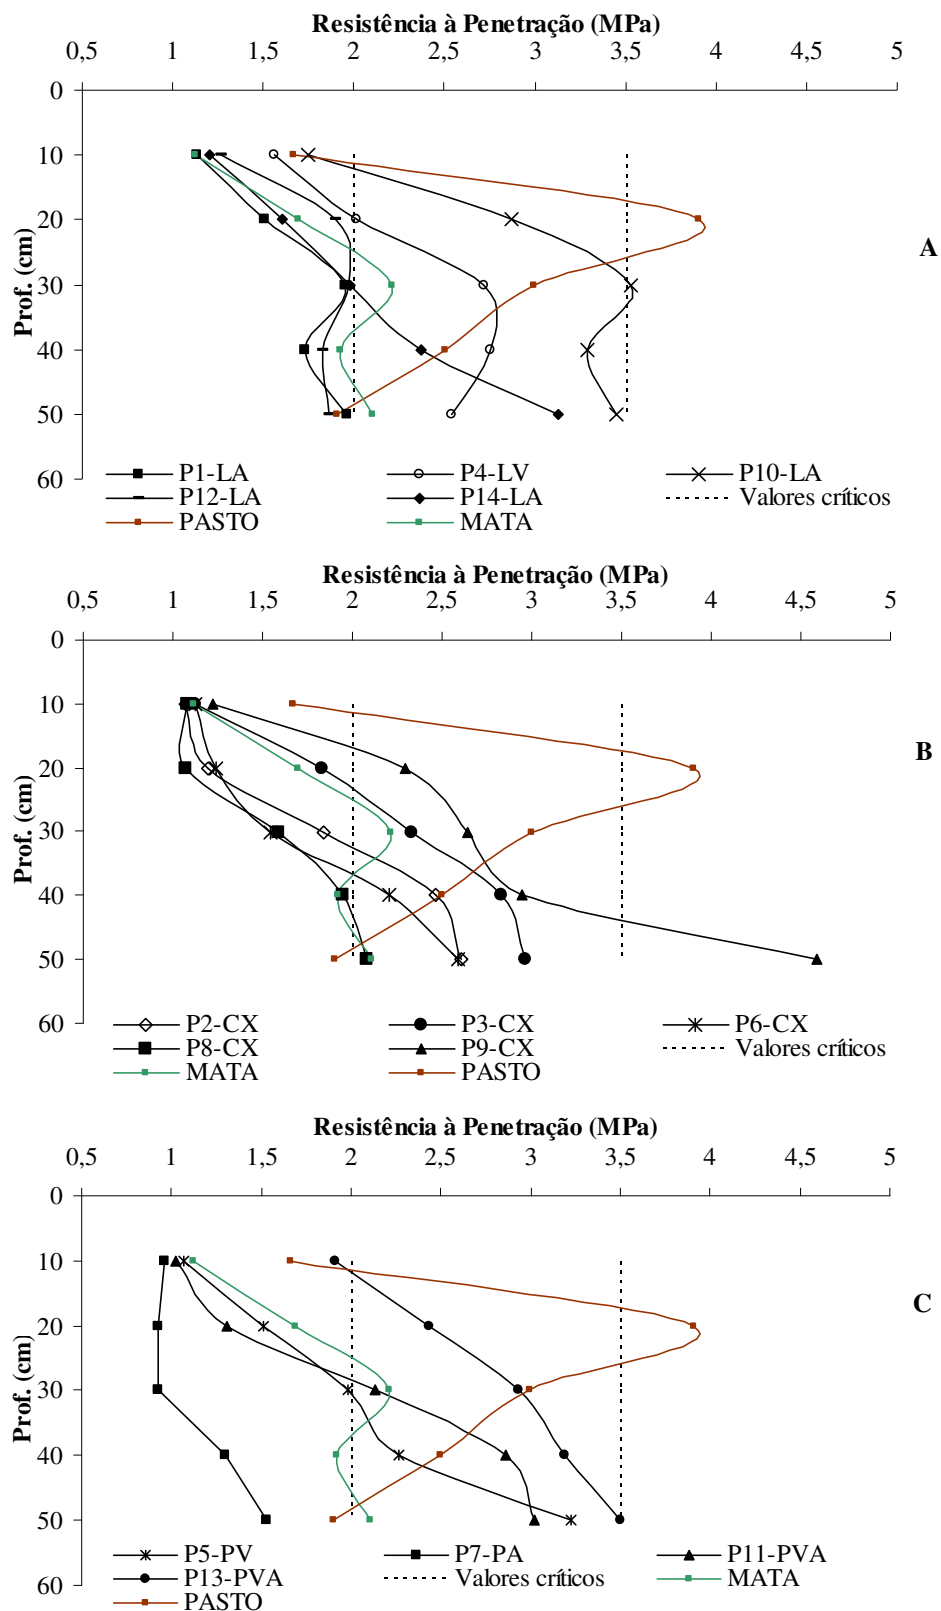 Resistência à Penetração (MPa)
0,5 1 1,5 2 2,5 3 3,5 4 4,5 5
0
10
20
30
40
50
60
Prof. (cm)
A
P1-LA P4-LV P10-LA
P12-LA P14-LA Valores críticos
PASTO MATA
Resistência à Penetração (MPa)
0,5 1 1,5 2 2,5 3 3,5 4 4,5 5
0
10
20
30
40
50
60
Prof. (cm)
B
P2-CX P3-CX P6-CX
P8-CX P9-CX Valores críticos
MATA PASTO
Resistência à Penetração (MPa)
0,5 1 1,5 2 2,5 3 3,5 4 4,5 5
0
10
20
30
40
50
60
Prof. (cm)
C
P5-PV P7-PA P11-PVA
P13-PVA Valores críticos MATA
PASTO